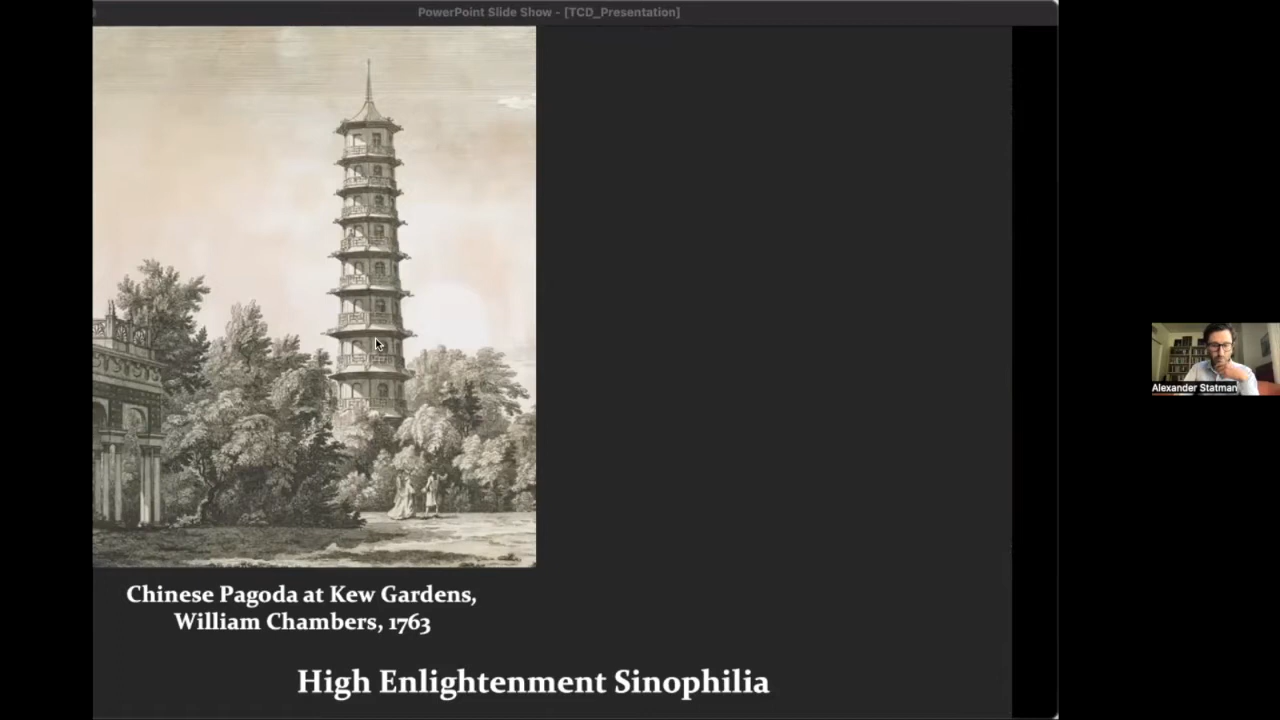 PowerPoint Slide Show - [TCD_Presentation]
Alexander Statman
Chinese Pagoda at Kew Gardens,
William Chambers, 1763
High Enlightenment Sinophilia